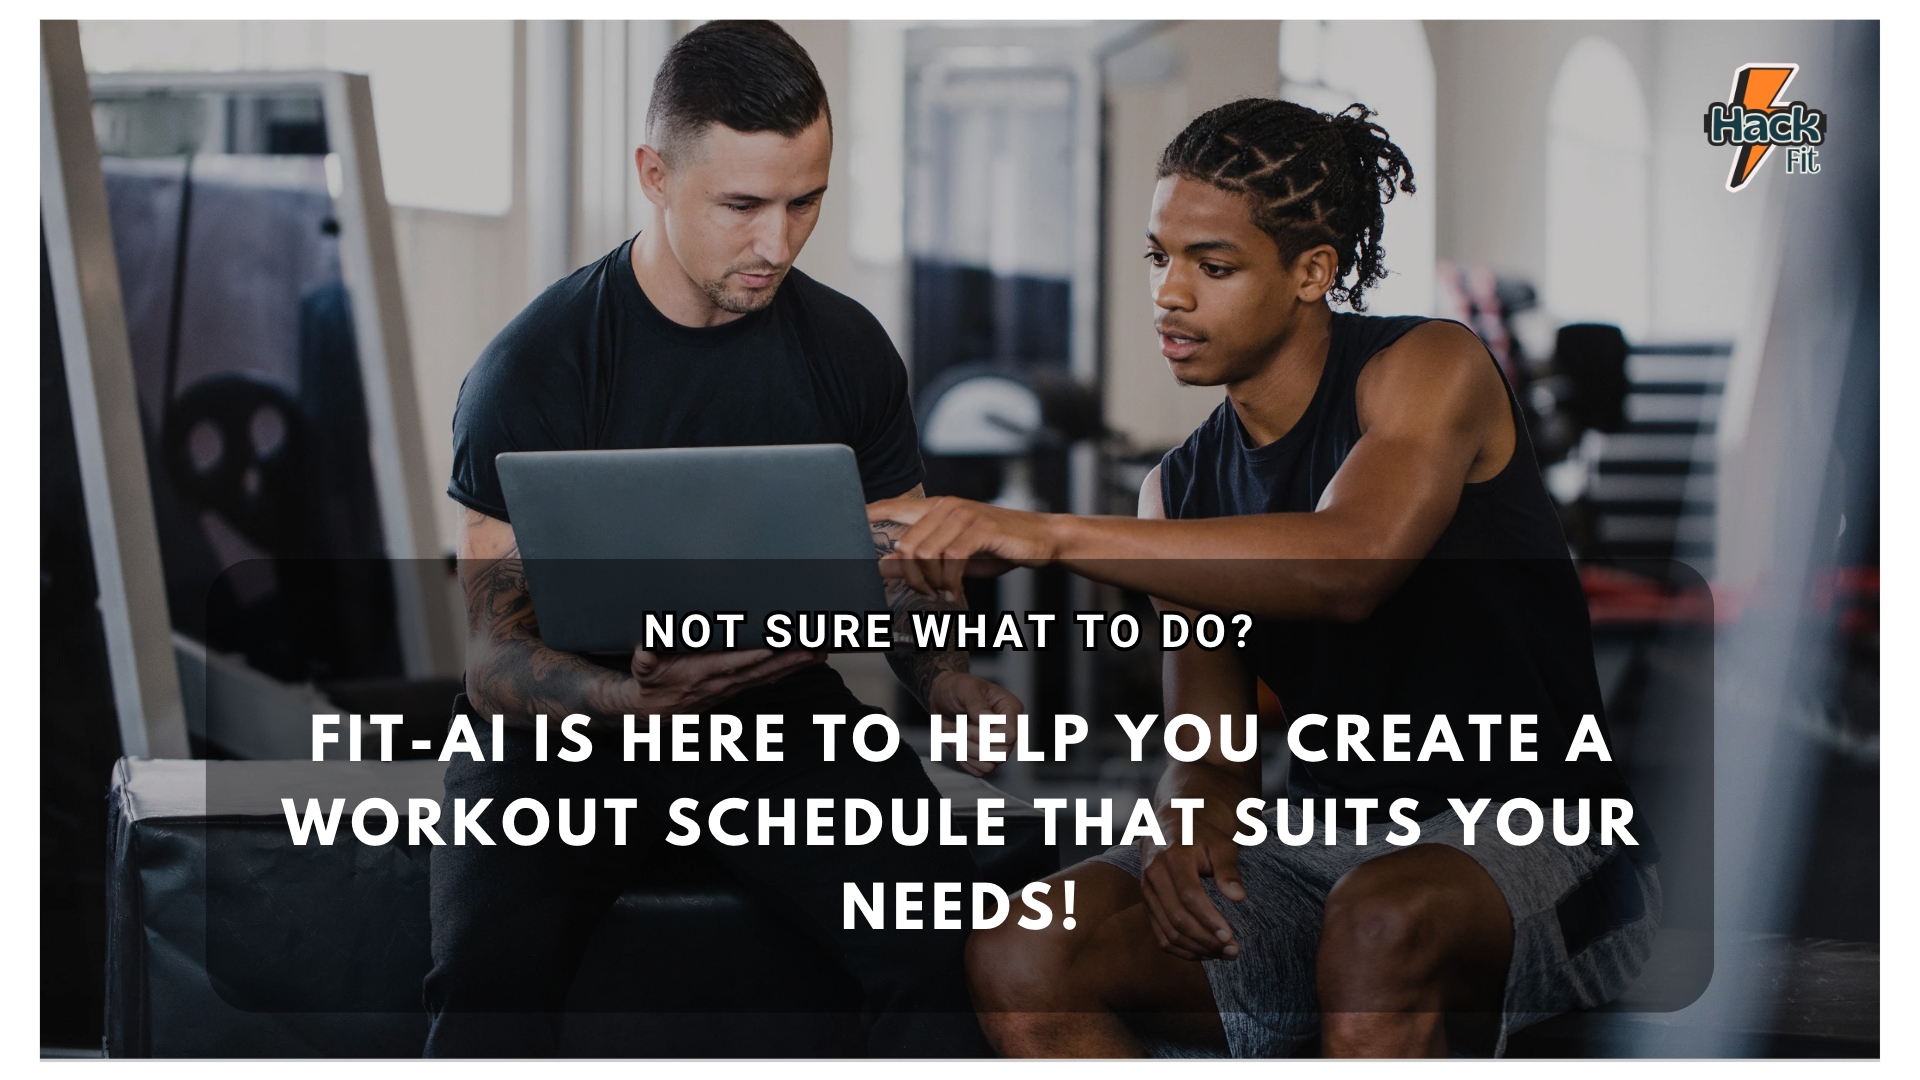 Hack
Fit
NOT SURE WHAT TO DO?
FIT-AI IS HERE TO HELP YOU CREATE A
WORKOUT SCHEDULE THAT SUITS YOUR
NEEDS!